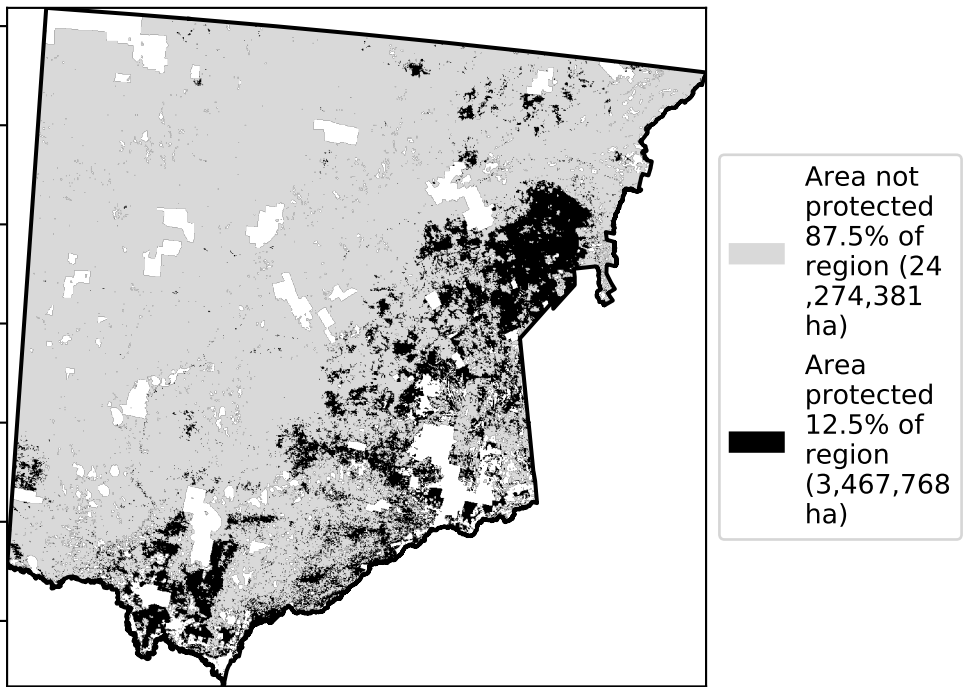 Area not
protected
87.5% of
region (24
,274,381
ha)
Area
protected
12.5% of
region
(3,467,768
ha)